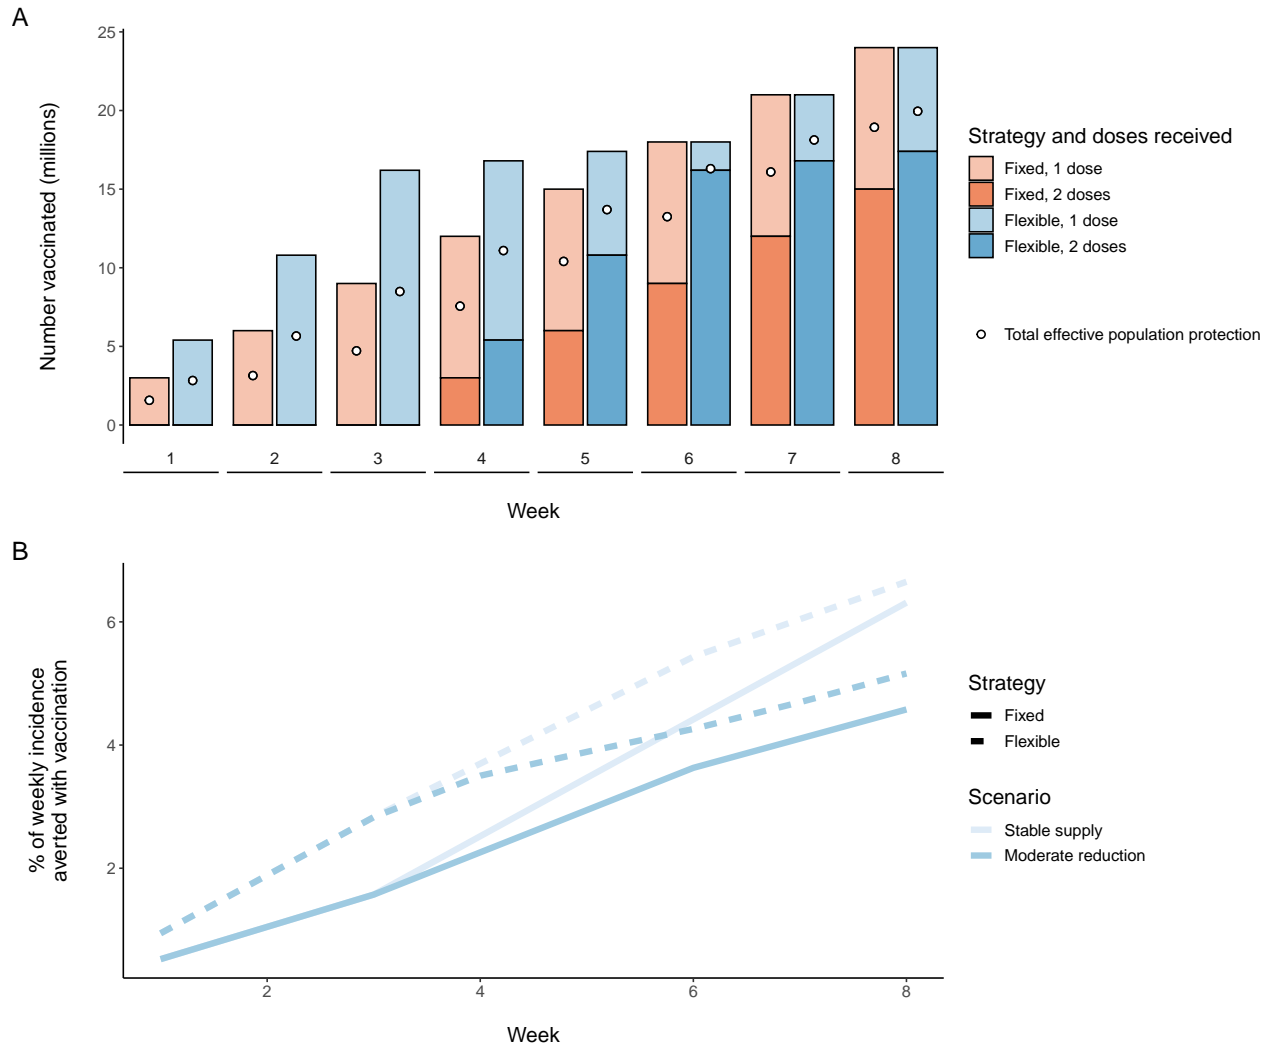 A
Number vaccinated (millions)
25
20
15
10
5
0
1 2 3 4 5 6 7 8
Week
Strategy and doses received
Fixed, 1 dose
Fixed, 2 doses
Flexible, 1 dose
Flexible, 2 doses
Total effective population protection
B
% of weekly incidence
averted with vaccination
6
4
2
2 4 6 8
Week
Strategy
Fixed
Flexible
Scenario
Stable supply
Moderate reduction